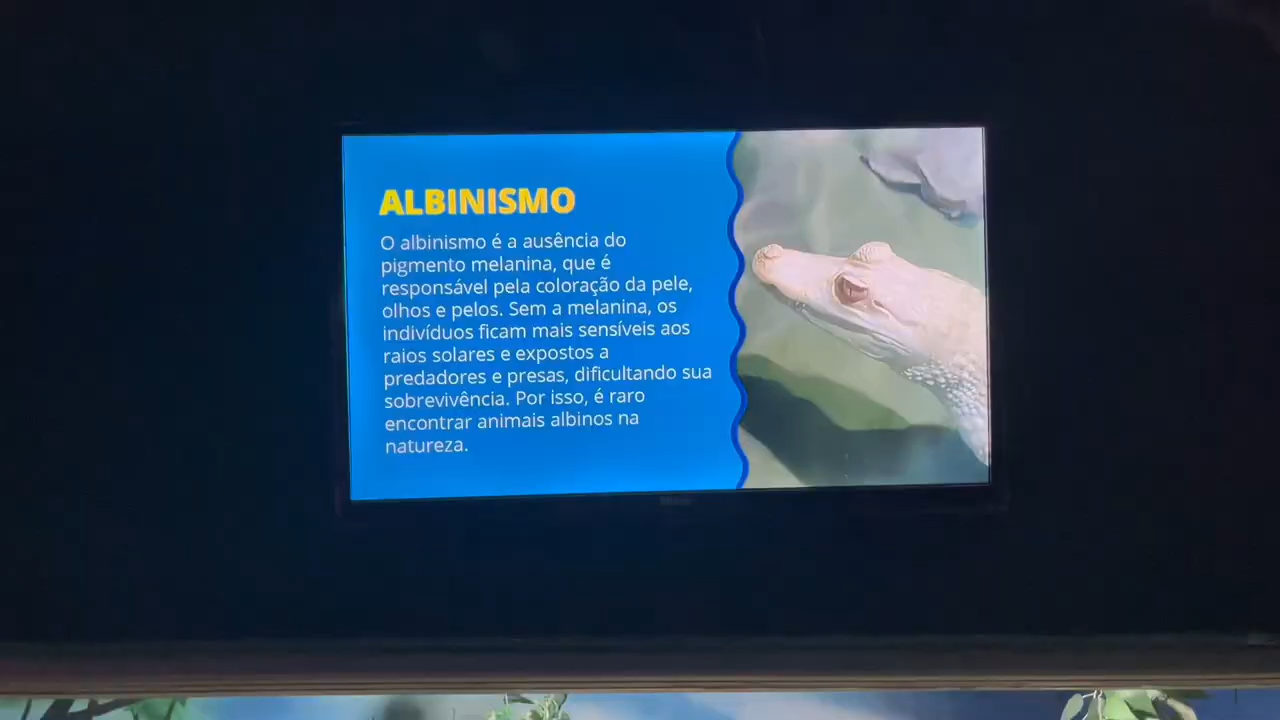 ALBINISMO
O albinismo é a ausência do
pigmento melanina, que é
responsável pela coloração da pele,
olhos e pelos. Sem a melanina, os
indivíduos ficam mais sensíveis aos
raios solares e expostos a
predadores e presas, dificultando sua
sobrevivência. Por isso, é raro
encontrar animais albinos na
natureza.